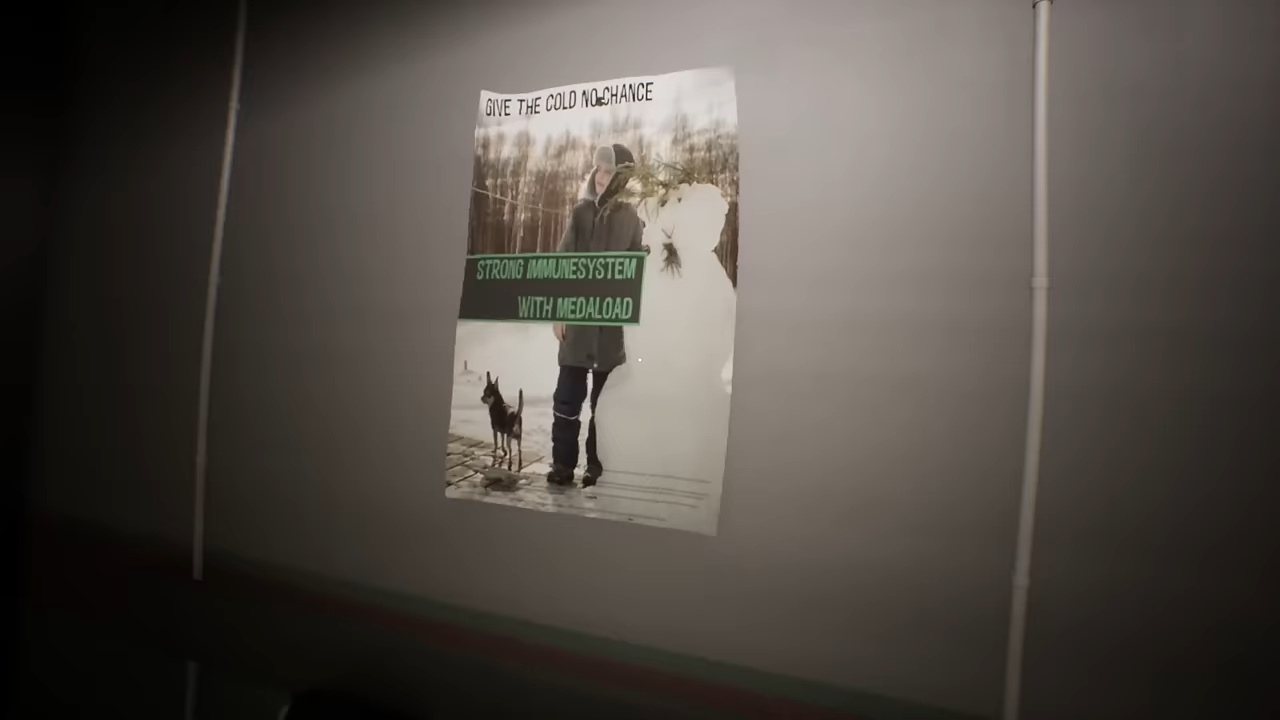 GIVE THE COLD NO CHANCE
STRONG IMMUNESYSTEM
WITH MEDALOAD